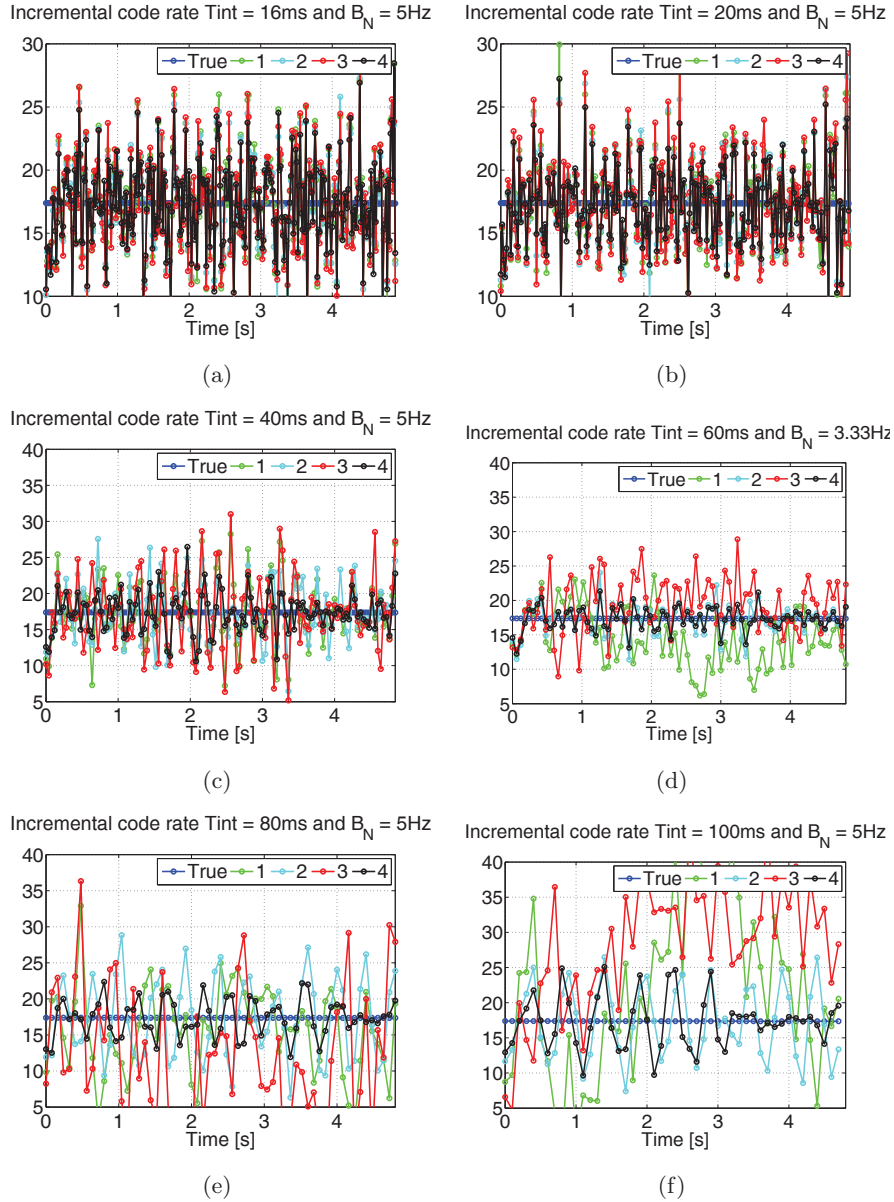 Incremental code rate Tint = 16ms and B_N = 5Hz
True 1 2 3 4
30
25
20
15
10
0 1 2 3 4
Time [s]
(a)
Incremental code rate Tint = 20ms and B_N = 5Hz
True 1 2 3 4
30
25
20
15
10
0 1 2 3 4
Time [s]
(b)
Incremental code rate Tint = 40ms and B_N = 5Hz
True 1 2 3 4
40
35
30
25
20
15
10
5
0 1 2 3 4
Time [s]
(c)
Incremental code rate Tint = 60ms and B_N = 3.33Hz
True 1 2 3 4
40
35
30
25
20
15
10
5
0 1 2 3 4
Time [s]
(d)
Incremental code rate Tint = 80ms and B_N = 5Hz
True 1 2 3 4
40
35
30
25
20
15
10
5
0 1 2 3 4
Time [s]
(e)
Incremental code rate Tint = 100ms and B_N = 5Hz
True 1 2 3 4
40
35
30
25
20
15
10
5
0 1 2 3 4
Time [s]
(f)